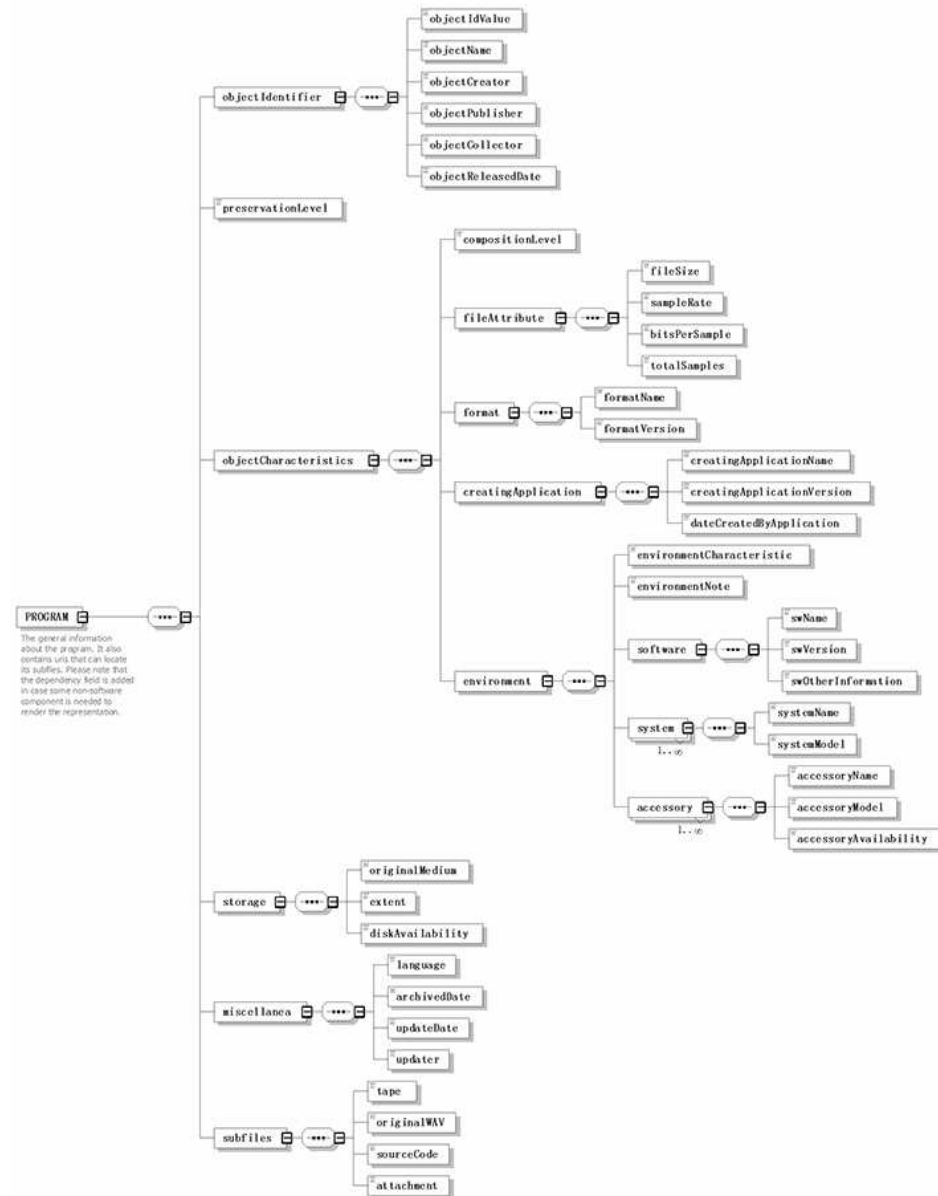 objectIdValue
objectName
objectIdentifier
objectCreator
objectPublisher
objectCollector
objectReleasedDate
preservationLevel
compositionLevel
fileSize
sampleRate
fileAttribute
bitsPerSample
totalSamples
formatName
format
formatVersion
objectCharacteristics
creatingApplicationName
creatingApplication
creatingApplicationVersion
dateCreatedByApplication
environmentCharacteristic
environmentNote
PROGRAM
The general information
about the program. It also
contains uris that can locate
its subfiles. Please note that
the dependency field is added
in case some non-software
component is needed to
render the representation.
swName
software
swVersion
environment
swOtherInformation
systemName
system
1..∞
systemModel
accessoryName
accessory
1..∞
accessoryModel
accessoryAvailability
originalMedium
storage
extent
diskAvailability
language
archivedDate
miscellanea
updateDate
updater
tape
originalWAV
subfiles
sourceCode
attachment